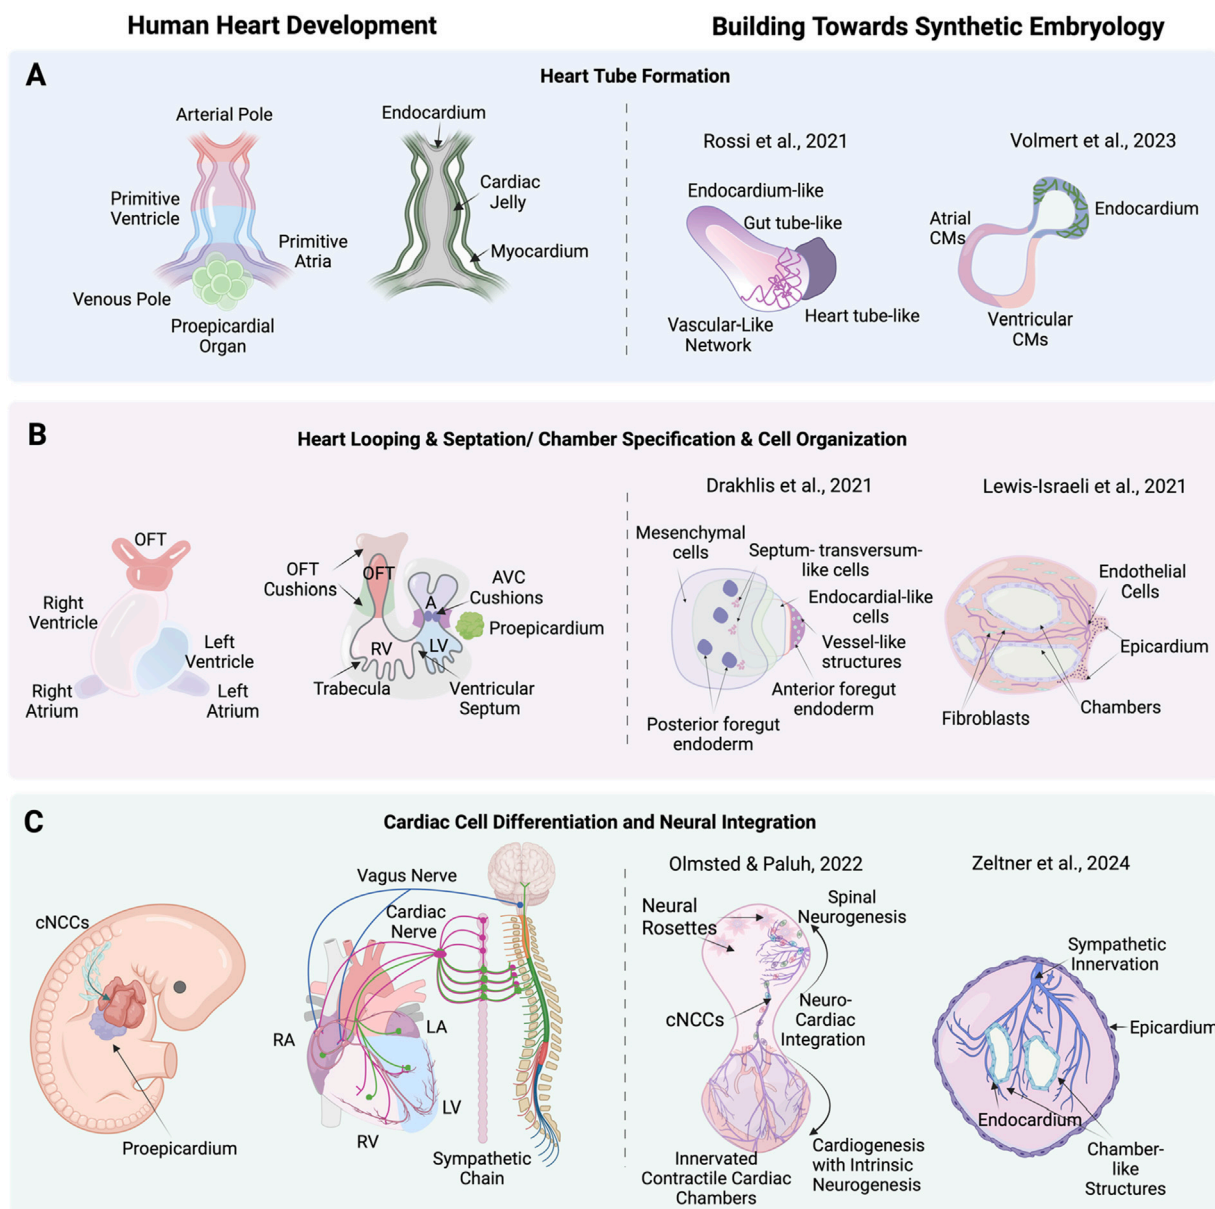 Human Heart Development
Building Towards Synthetic Embryology
A
Heart Tube Formation
Arterial Pole
Primitive
Ventricle
Primitive
Atria
Venous Pole
Proepicardial
Organ
Endocardium
Cardiac
Jelly
Myocardium
Rossi et al., 2021
Endocardium-like
Gut tube-like
Heart tube-like
Vascular-Like
Network
Volmert et al., 2023
Atrial
CMs
Endocardium
Ventricular
CMs
B
Heart Looping & Septation/ Chamber Specification & Cell Organization
OFT
Right
Ventricle
Left
Ventricle
Right
Atrium
Left
Atrium
OFT
Cushions
OFT
A
AVC
Cushions
Proepicardium
RV
LV
Trabecula
Ventricular
Septum
Drakhlis et al., 2021
Mesenchymal
cells
Septum- transversum-
like cells
Endocardial-like
cells
Vessel-like
structures
Anterior foregut
endoderm
Posterior foregut
endoderm
Lewis-Israeli et al., 2021
Endothelial
Cells
Epicardium
Chambers
Fibroblasts
C
Cardiac Cell Differentiation and Neural Integration
cNCCs
Proepicardium
Vagus Nerve
Cardiac
Nerve
RA
LA
LV
RV
Sympathetic
Chain
Olmsted & Paluh, 2022
Neural
Rosettes
Spinal
Neurogenesis
cNCCs
Neuro-
Cardiac
Integration
Innervated
Contractile Cardiac
Chambers
Cardiogenesis
with Intrinsic
Neurogenesis
Zeltner et al., 2024
Sympathetic
Innervation
Epicardium
Endocardium
Chamber-
like
Structures